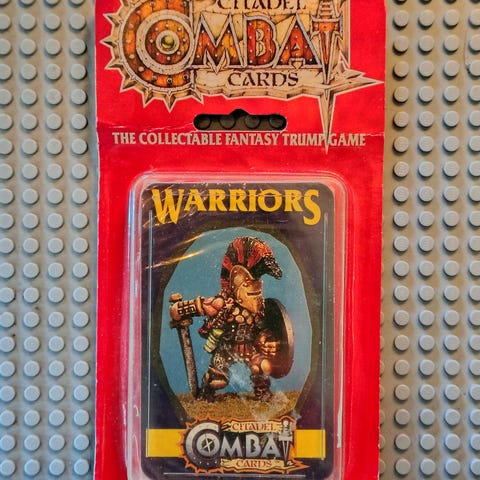 CITADEL
COMBAT
CARDS
THE COLLECTABLE FANTASY TRUMP GAME
WARRIORS
CITADEL
COMBAT
CARDS